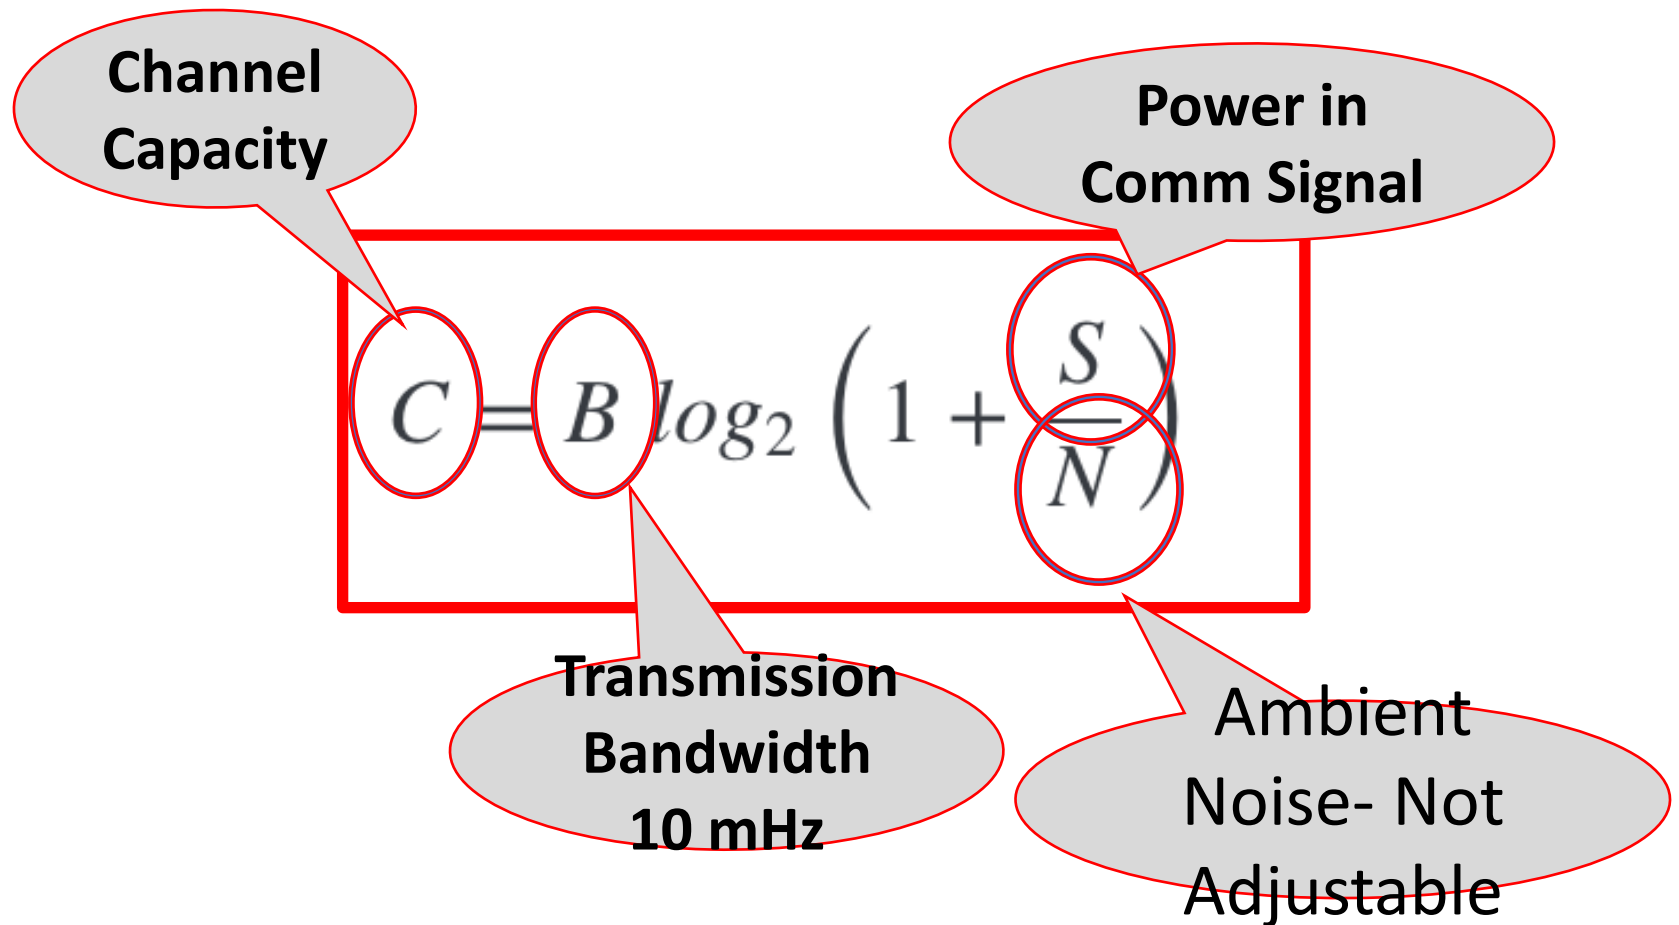 Channel
Capacity
Power in
Comm Signal
C = B log₂ (1 + S/N)
Transmission
Bandwidth
10 mHz
Ambient
Noise- Not
Adjustable